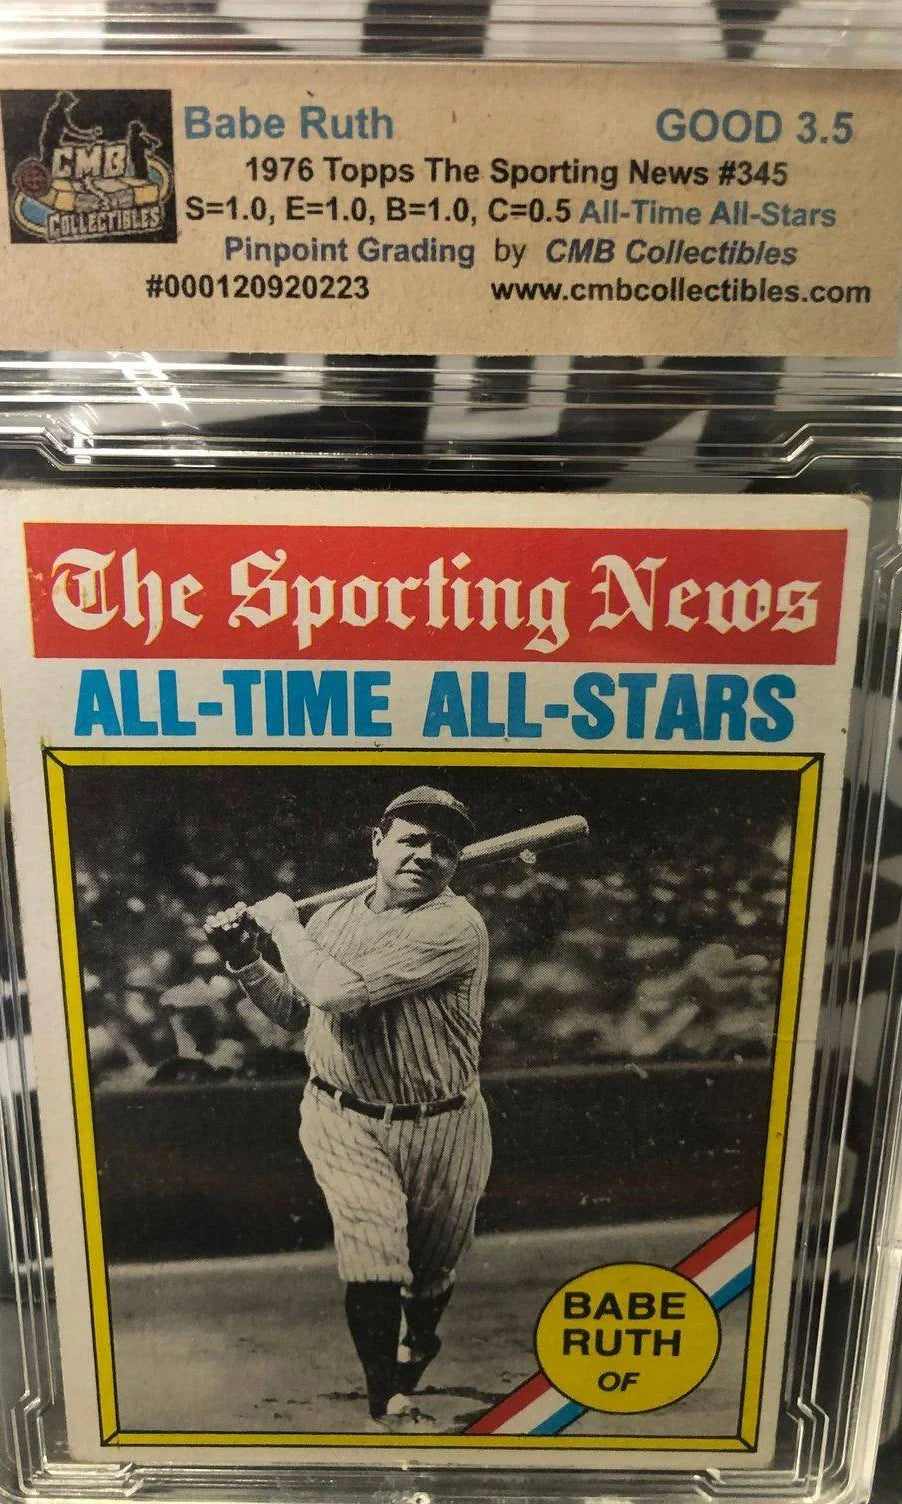 CMB
COLLECTIBLES
Babe Ruth GOOD 3.5
1976 Topps The Sporting News #345
S=1.0, E=1.0, B=1.0, C=0.5 All-Time All-Stars
Pinpoint Grading by CMB Collectibles
#000120920223 www.cmbcollectibles.com
The Sporting News
ALL-TIME ALL-STARS
BABE
RUTH
OF